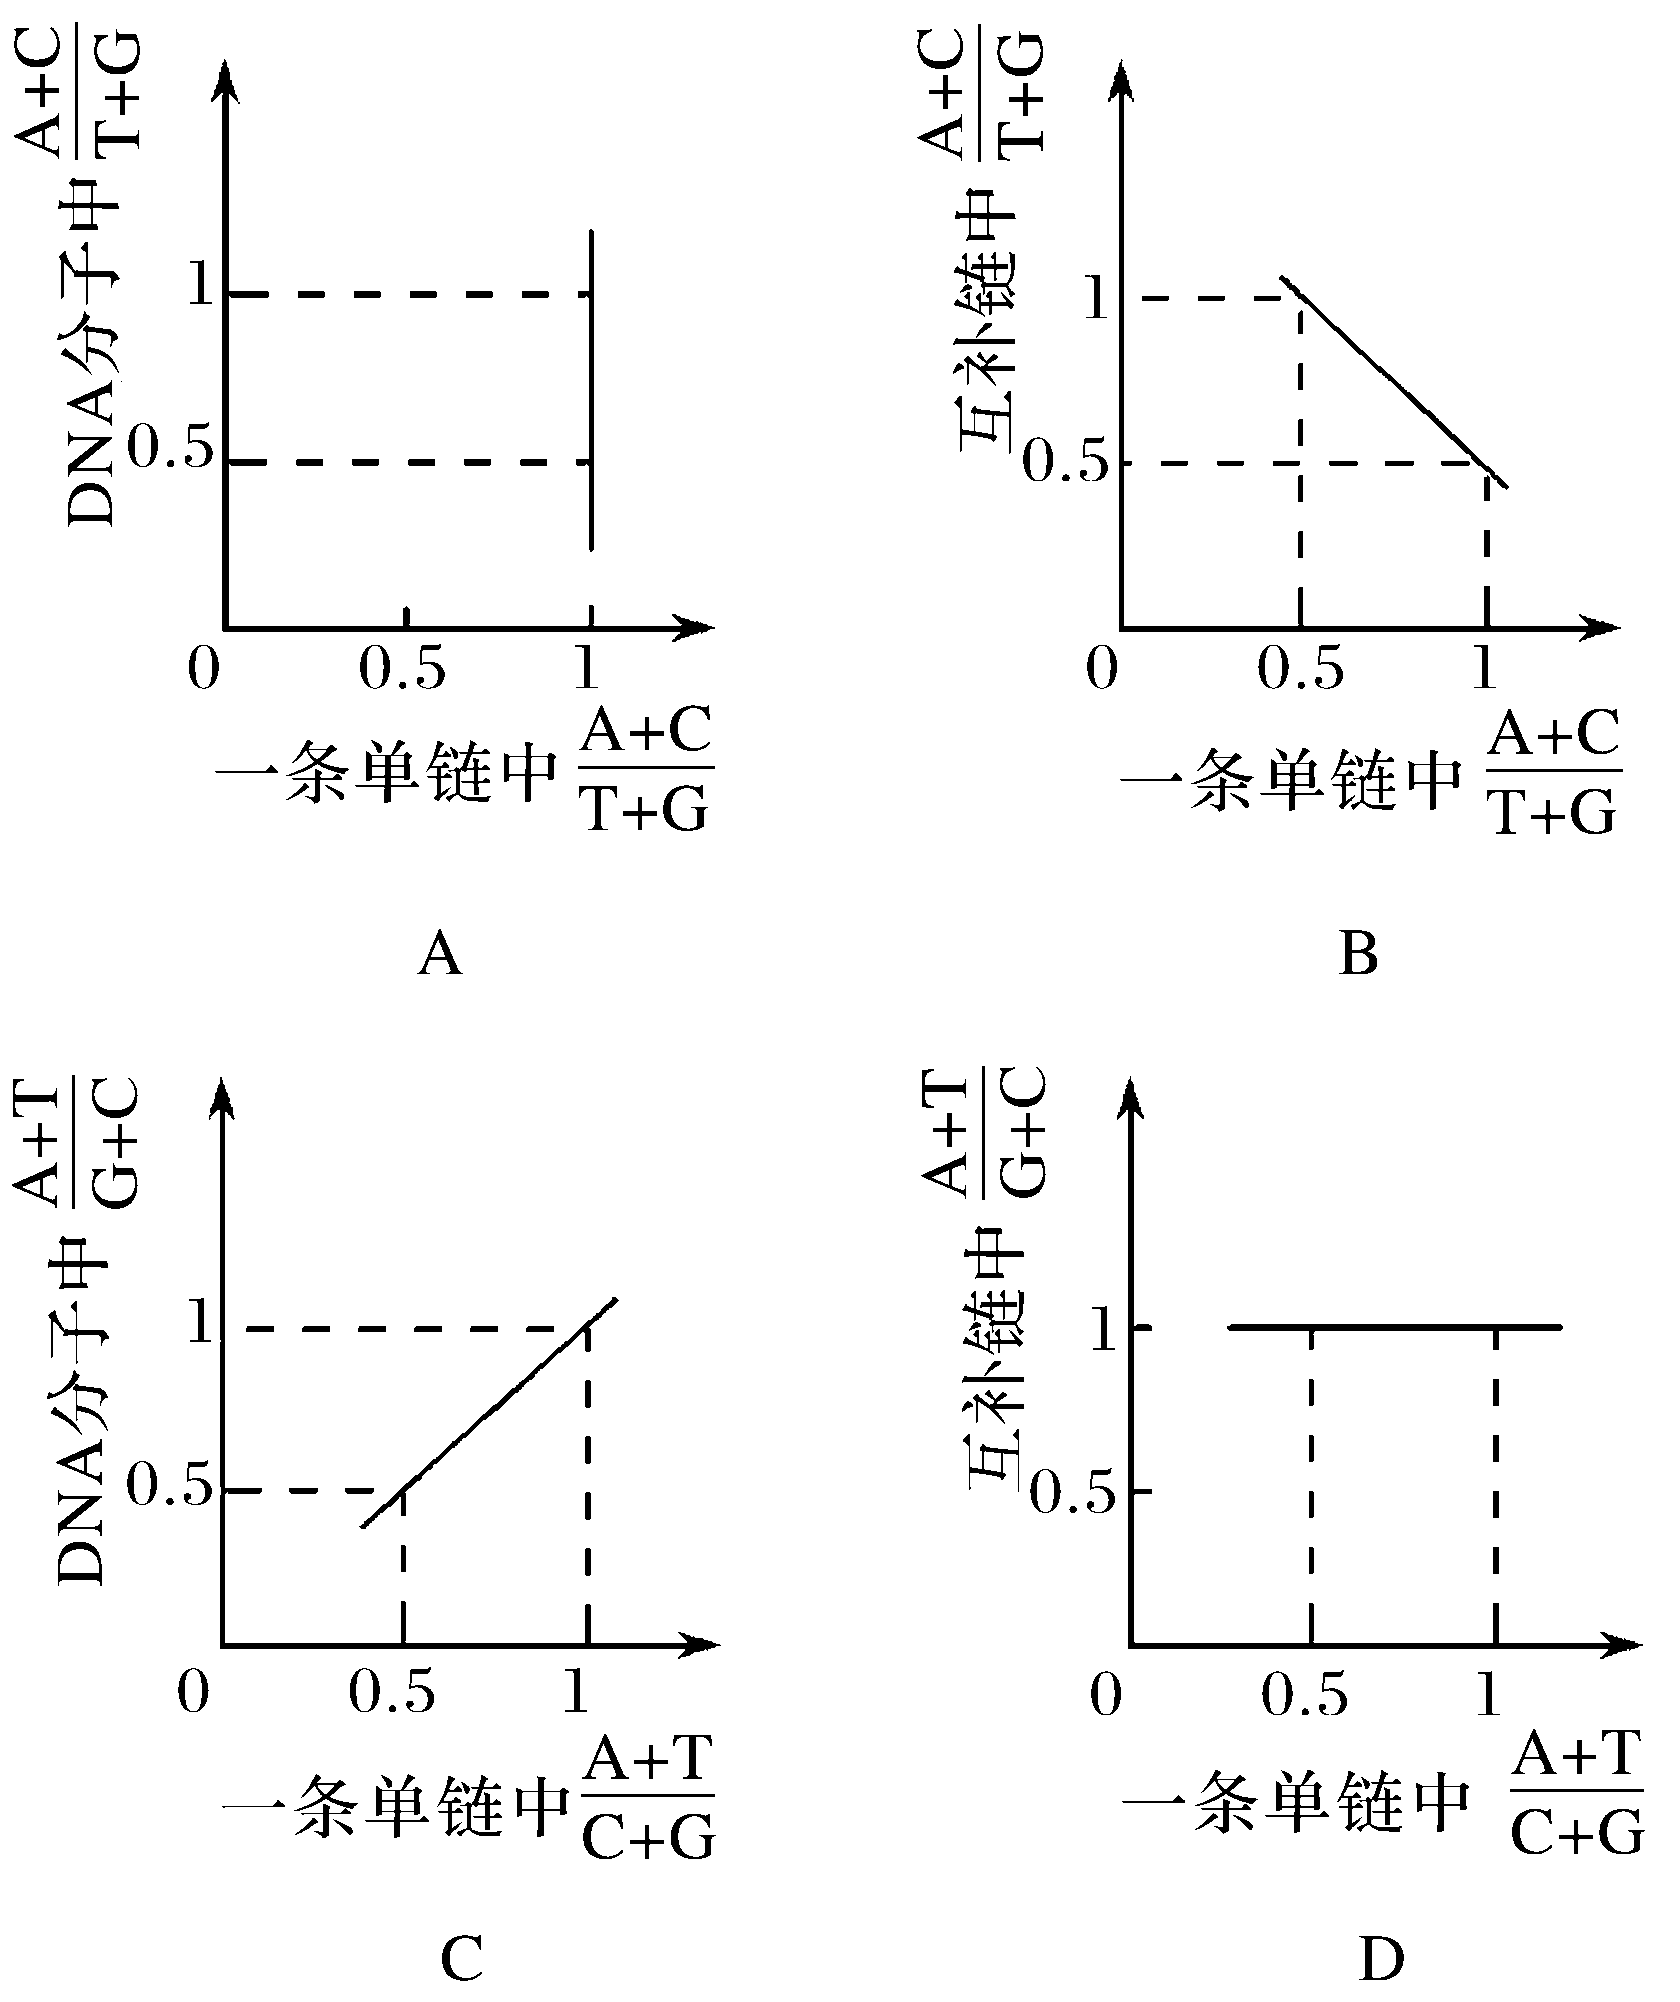 DNA分子中 A+C/T+G
1
0.5
0 0.5 1
一条单链中 A+C/T+G
A
互补链中 A+C/T+G
1
0.5
0 0.5 1
一条单链中 A+C/T+G
B
DNA分子中 A+T/G+C
1
0.5
0 0.5 1
一条单链中 A+T/C+G
C
互补链中 A+T/G+C
1
0.5
0 0.5 1
一条单链中 A+T/C+G
D